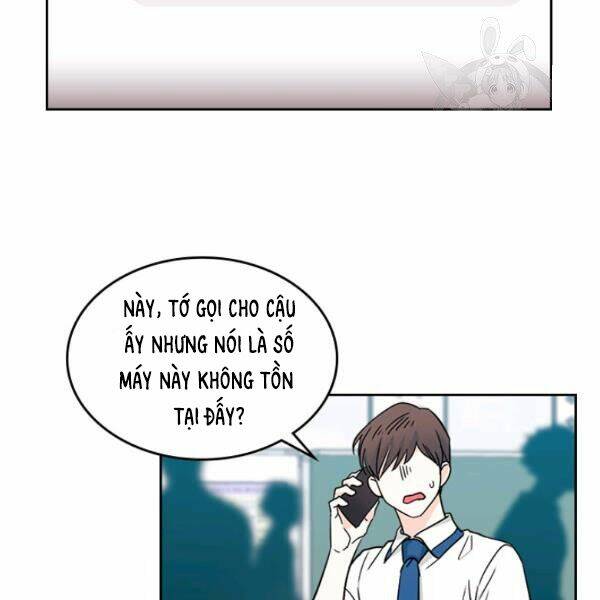 NÀY, TỚ GỌI CHO CẬU
ẤY NHƯNG NÓI LÀ SỐ
MÁY NÀY KHÔNG TỒN
TẠI ĐẤY?